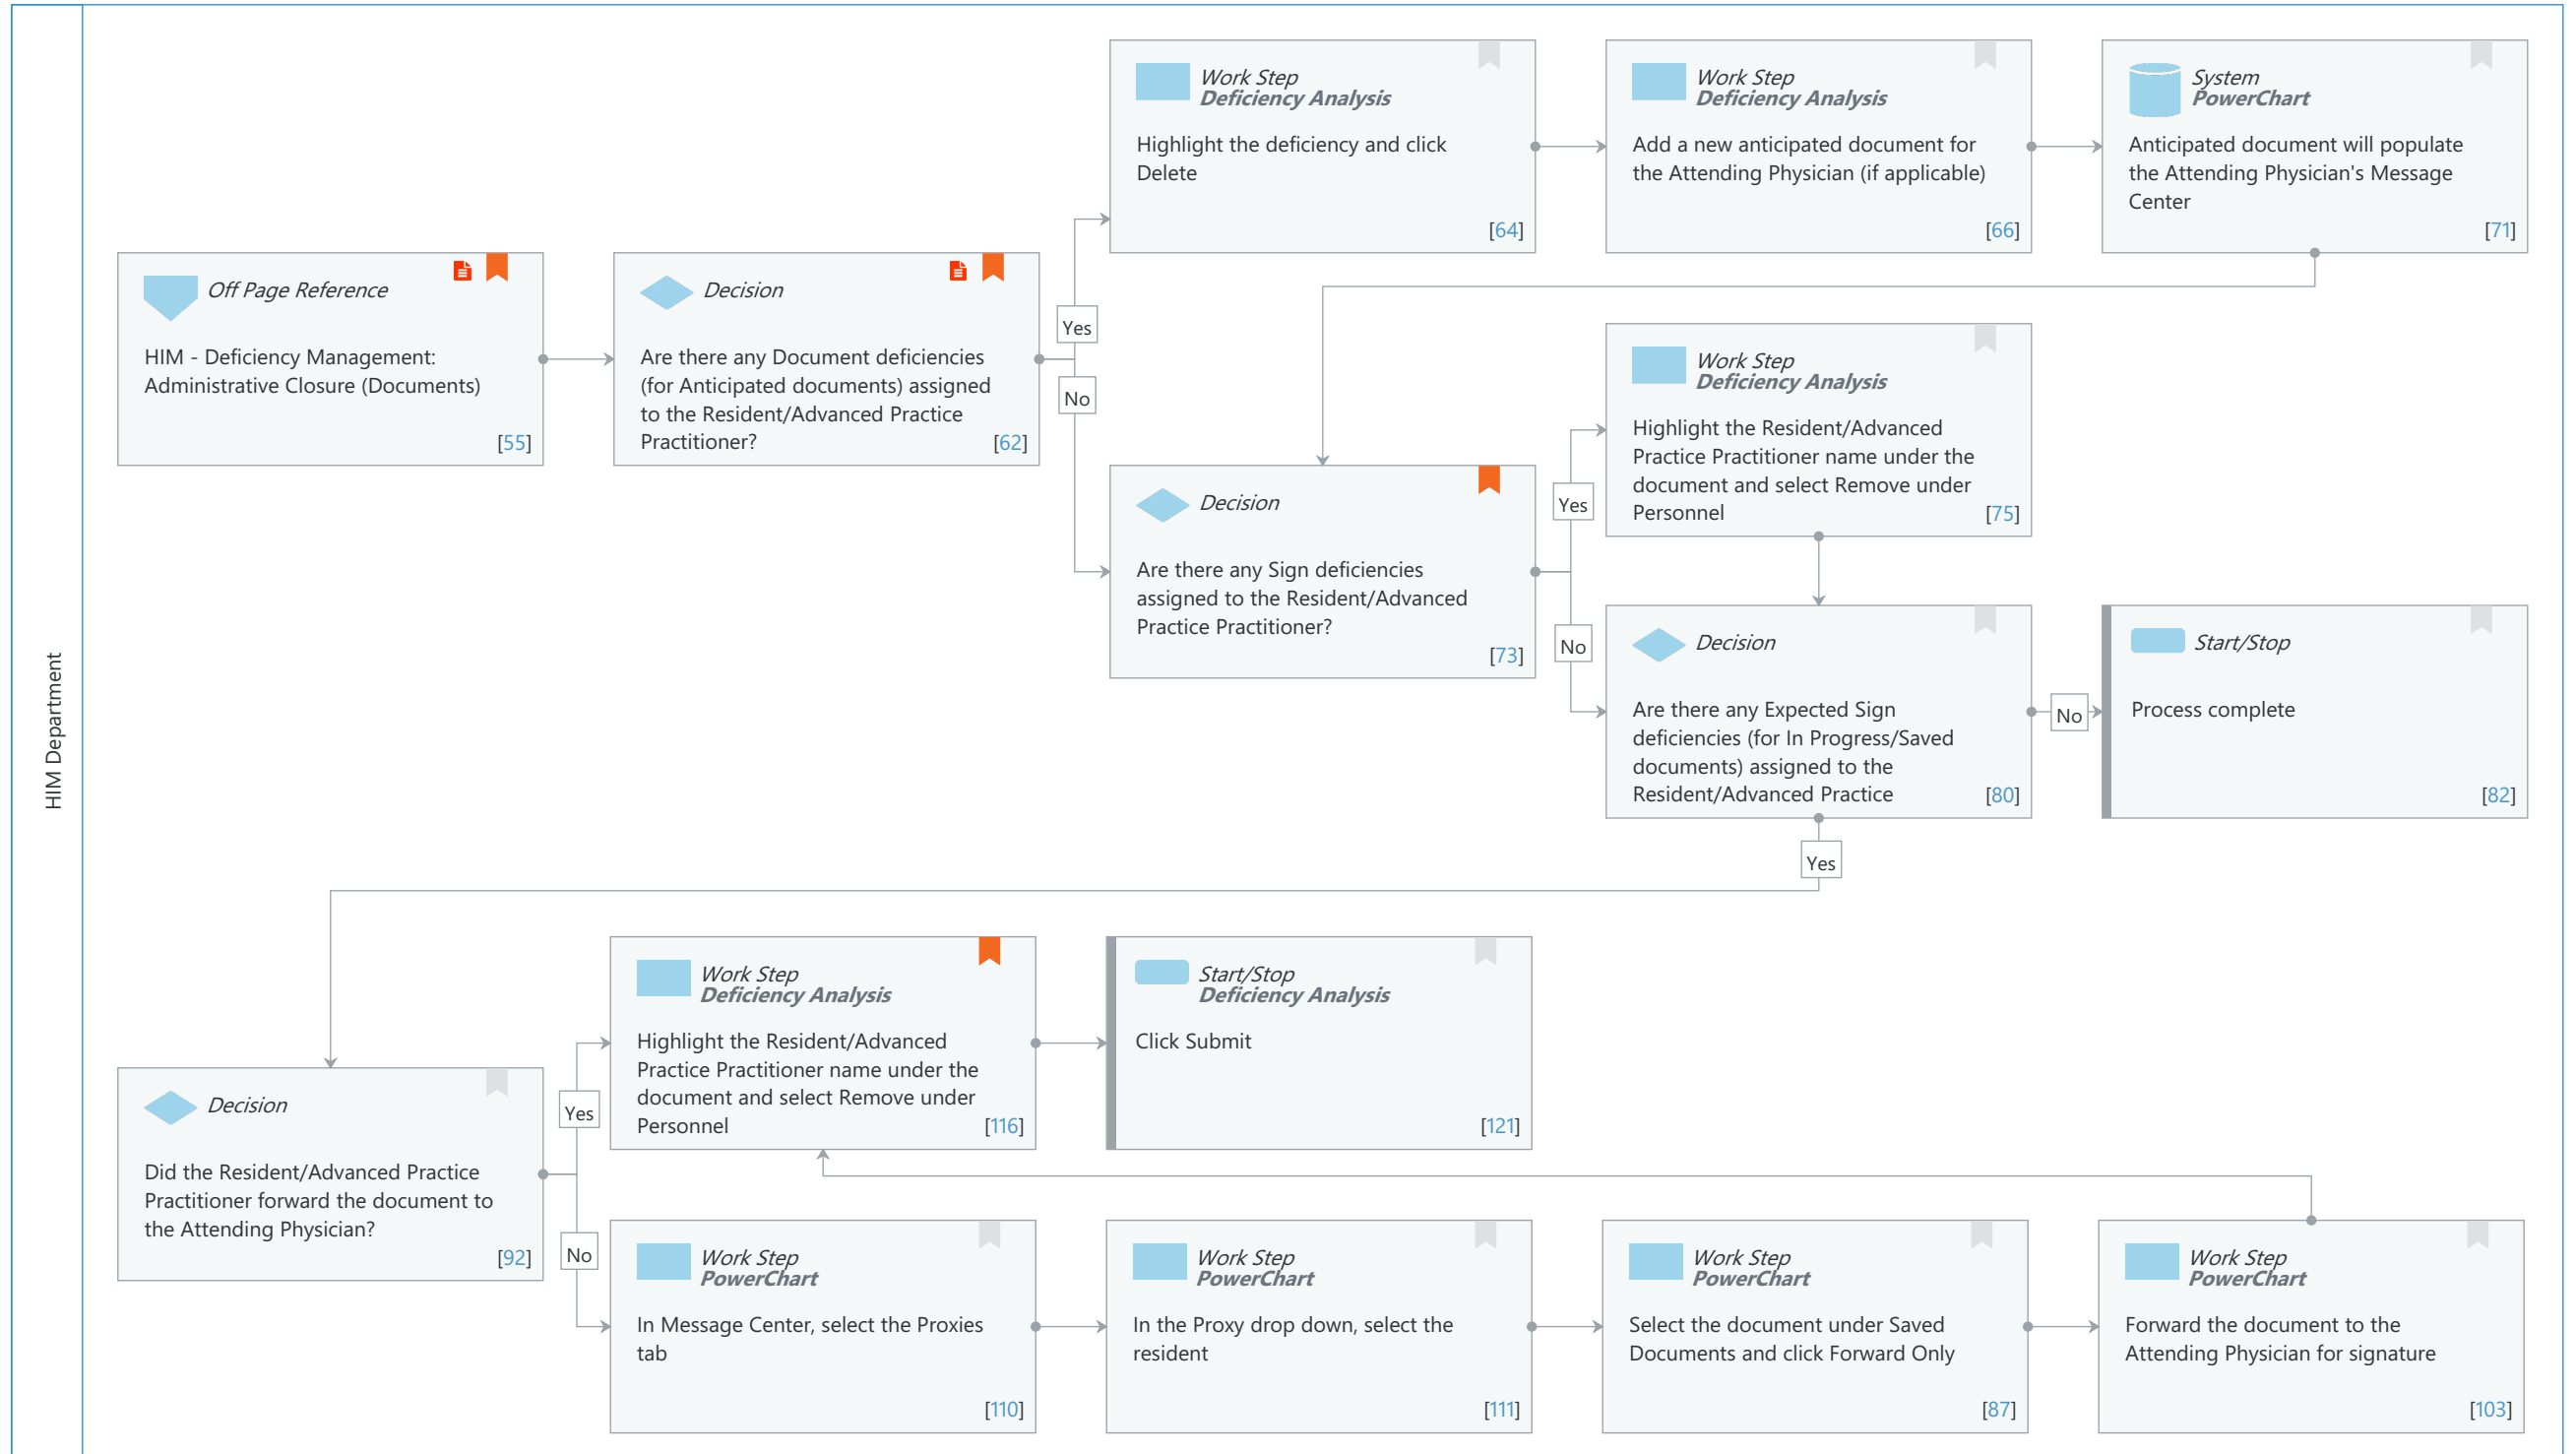 HIM Department
Work Step
Deficiency Analysis
Highlight the deficiency and click
Delete
[64]
Work Step
Deficiency Analysis
Add a new anticipated document for
the Attending Physician (if applicable)
[66]
System
PowerChart
Anticipated document will populate
the Attending Physician's Message
Center
[71]
Off Page Reference
HIM - Deficiency Management:
Administrative Closure (Documents)
[55]
Decision
Are there any Document deficiencies
(for Anticipated documents) assigned
to the Resident/Advanced Practice
Practitioner?
[62]
Yes
No
Decision
Are there any Sign deficiencies
assigned to the Resident/Advanced
Practice Practitioner?
[73]
Yes
No
Work Step
Deficiency Analysis
Highlight the Resident/Advanced
Practice Practitioner name under the
document and select Remove under
Personnel
[75]
Decision
Are there any Expected Sign
deficiencies (for In Progress/Saved
documents) assigned to the
Resident/Advanced Practice
[80]
No
Start/Stop
Process complete
[82]
Yes
Decision
Did the Resident/Advanced Practice
Practitioner forward the document to
the Attending Physician?
[92]
Yes
No
Work Step
Deficiency Analysis
Highlight the Resident/Advanced
Practice Practitioner name under the
document and select Remove under
Personnel
[116]
Start/Stop
Deficiency Analysis
Click Submit
[121]
Work Step
PowerChart
In Message Center, select the Proxies
tab
[110]
Work Step
PowerChart
In the Proxy drop down, select the
resident
[111]
Work Step
PowerChart
Select the document under Saved
Documents and click Forward Only
[87]
Work Step
PowerChart
Forward the document to the
Attending Physician for signature
[103]